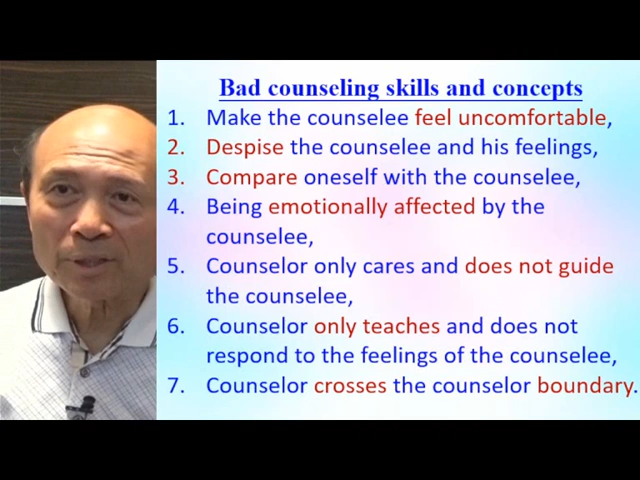 Bad counseling skills and concepts
1. Make the counselee feel uncomfortable,
2. Despise the counselee and his feelings,
3. Compare oneself with the counselee,
4. Being emotionally affected by the
counselee,
5. Counselor only cares and does not guide
the counselee,
6. Counselor only teaches and does not
respond to the feelings of the counselee,
7. Counselor crosses the counselor boundary.